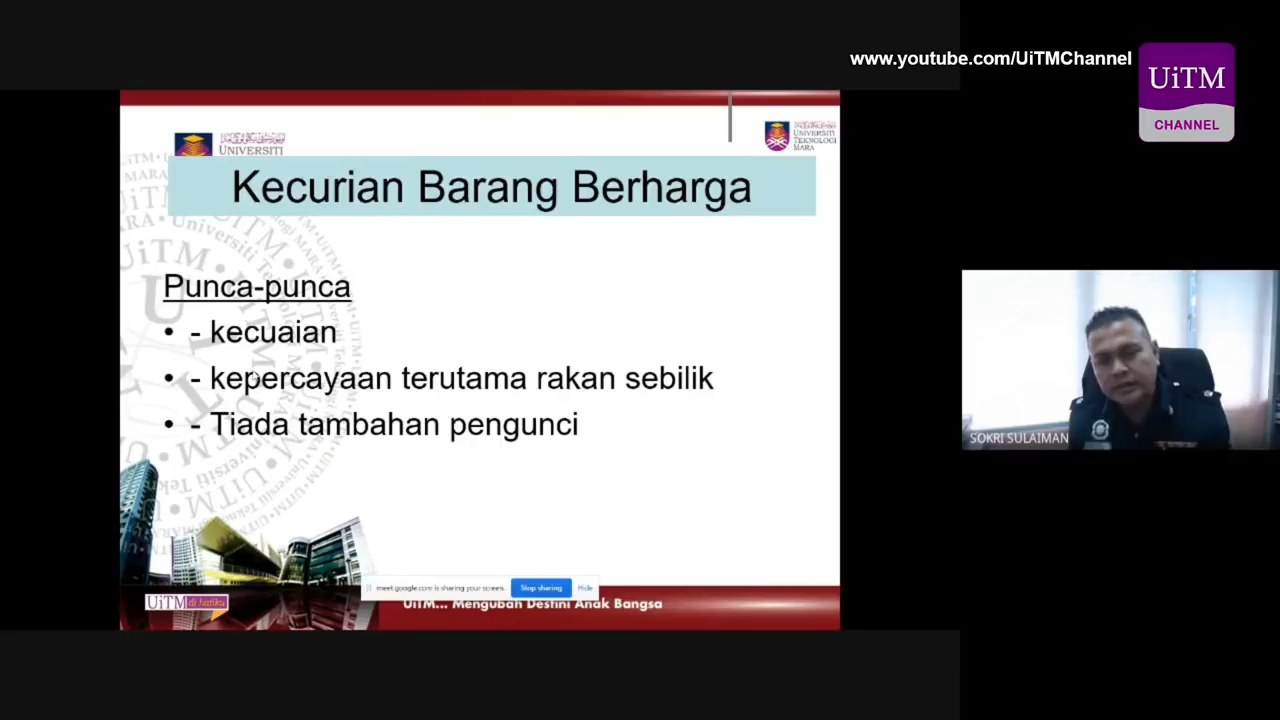 www.youtube.com/UiTMChannel
UiTM
CHANNEL
UNIVERSITI
UNIVERSITI
TEKNOLOGI
MARA
Kecurian Barang Berharga
Punca-punca
• - kecuaian
• - kepercayaan terutama rakan sebilik
• - Tiada tambahan pengunci
SOKRI SULAIMAN
meet.google.com is sharing your screen.
Stop sharing
Hide
UiTM di hatiku
UiTM... Mengubah Destini Anak Bangsa